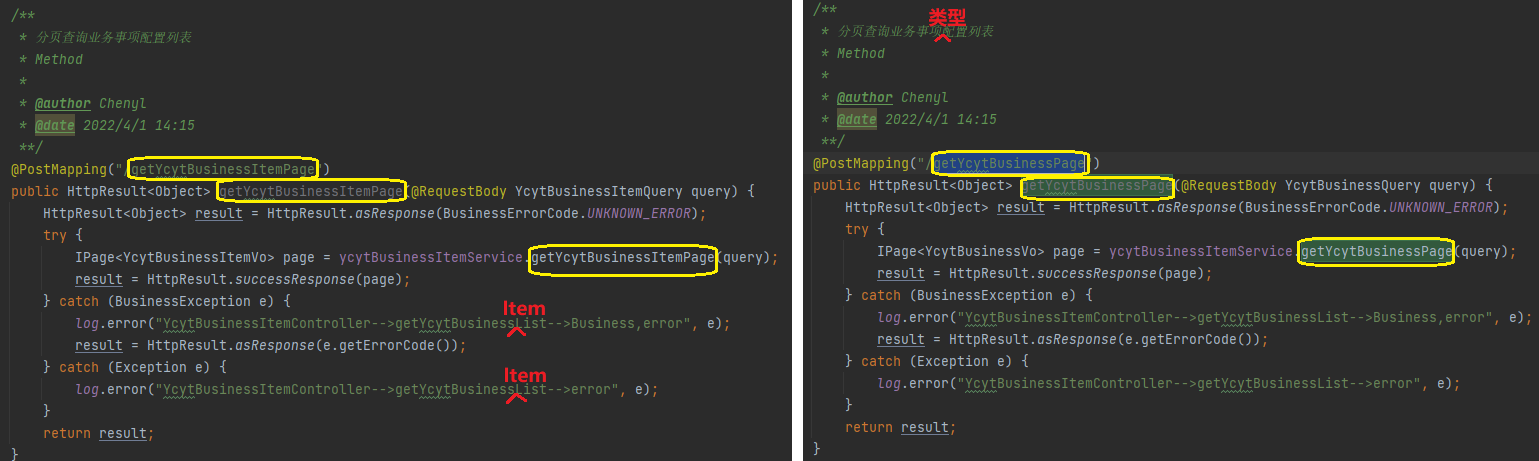 /**
* 分页查询业务事项配置列表
* Method
*
* @author Chenyl
* @date 2022/4/1 14:15
**/
@PostMapping("/getYcytBusinessItemPage")
public HttpResult<Object> getYcytBusinessItemPage(@RequestBody YcytBusinessItemQuery query) {
HttpResult<Object> result = HttpResult.asResponse(BusinessErrorCode.UNKNOWN_ERROR);
try {
IPage<YcytBusinessItemVo> page = ycytBusinessItemService.getYcytBusinessItemPage(query);
result = HttpResult.successResponse(page);
} catch (BusinessException e) {
Item
log.error("YcytBusinessItemController-->getYcytBusinessList-->Business,error", e);
result = HttpResult.asResponse(e.getErrorCode());
} catch (Exception e) {
Item
log.error("YcytBusinessItemController-->getYcytBusinessList-->error", e);
}
return result;
}
/**
类型
* 分页查询业务事项配置列表
* Method
*
* @author Chenyl
* @date 2022/4/1 14:15
**/
@PostMapping("/getYcytBusinessPage")
public HttpResult<Object> getYcytBusinessPage(@RequestBody YcytBusinessQuery query) {
HttpResult<Object> result = HttpResult.asResponse(BusinessErrorCode.UNKNOWN_ERROR);
try {
IPage<YcytBusinessVo> page = ycytBusinessItemService.getYcytBusinessPage(query);
result = HttpResult.successResponse(page);
} catch (BusinessException e) {
log.error("YcytBusinessItemController-->getYcytBusinessList-->Business,error", e);
result = HttpResult.asResponse(e.getErrorCode());
} catch (Exception e) {
log.error("YcytBusinessItemController-->getYcytBusinessList-->error", e);
}
return result;
}